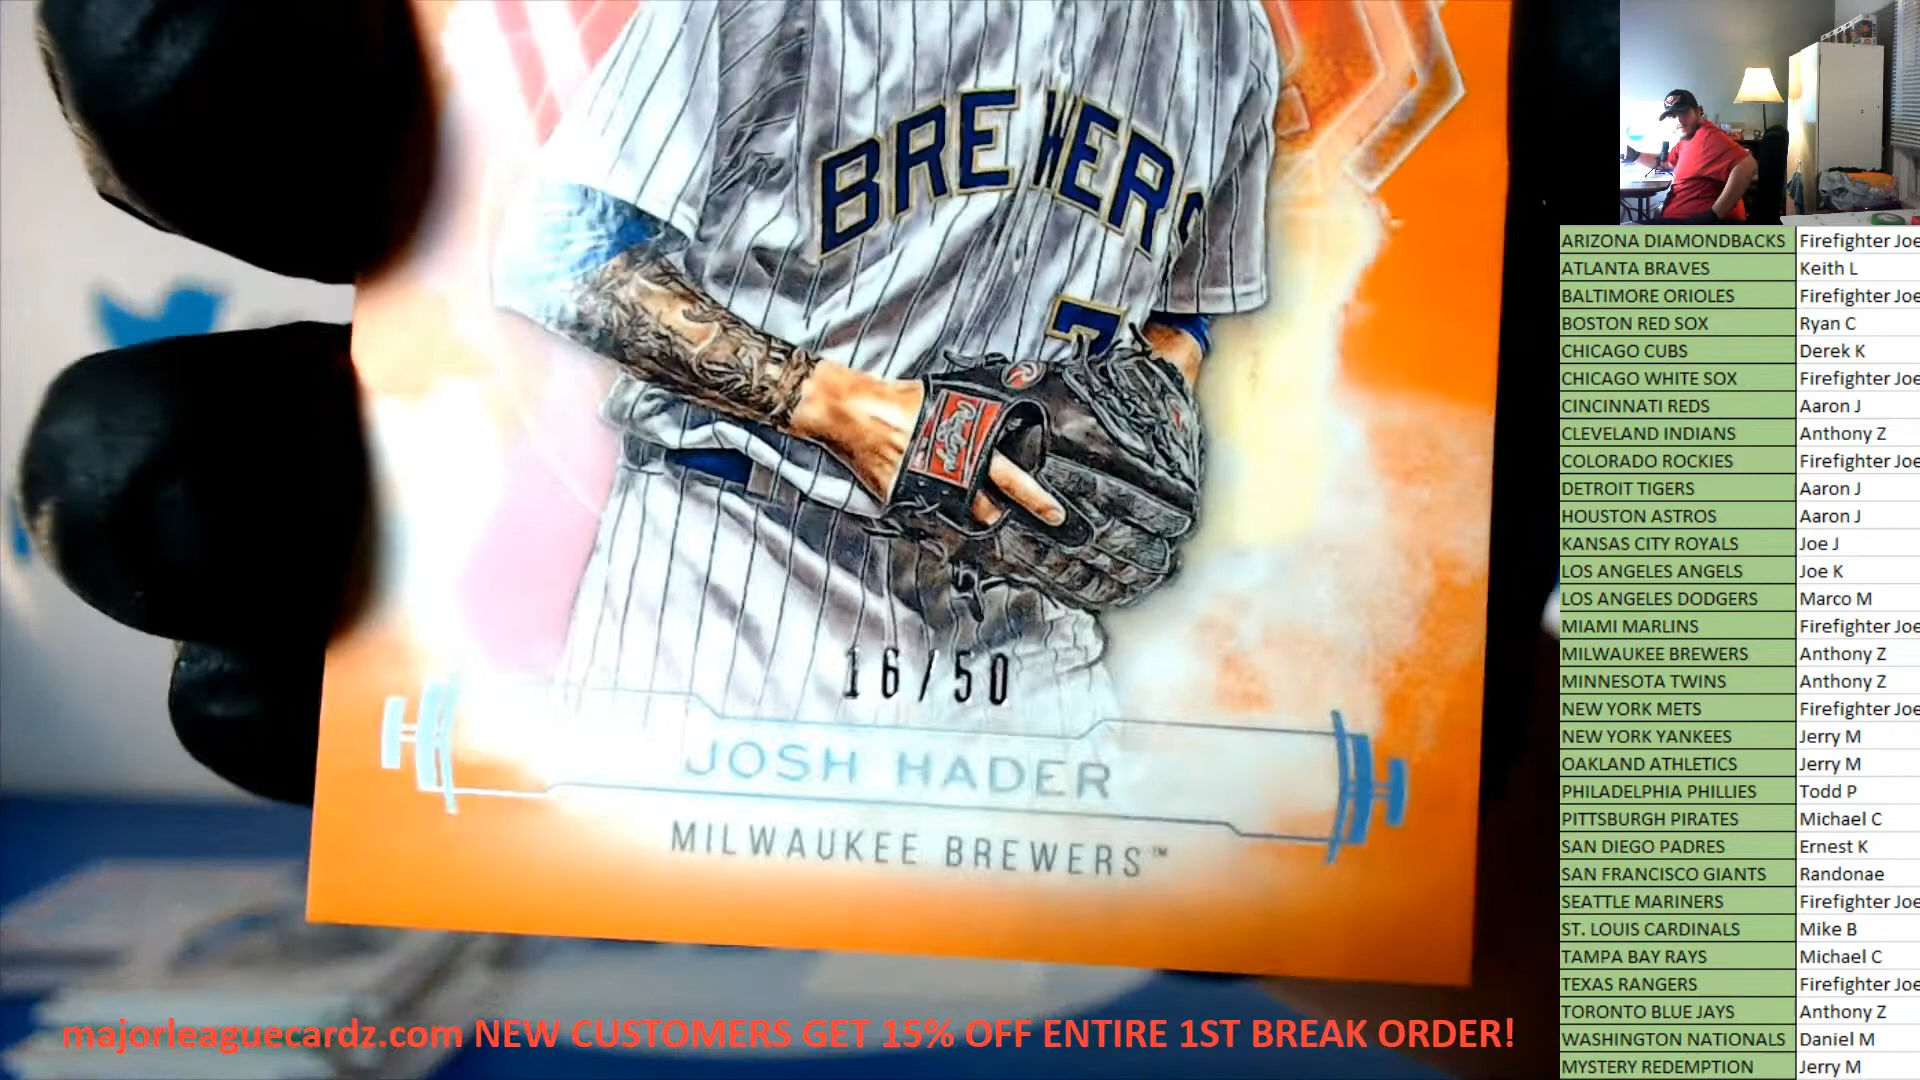 BREWERS
7
Rawlings
16/50
JOSH HADER
MILWAUKEE BREWERS™
majorleaguecardz.com NEW CUSTOMERS GET 15% OFF ENTIRE 1ST BREAK ORDER!
ARIZONA DIAMONDBACKS Firefighter Joe
ATLANTA BRAVES Keith L
BALTIMORE ORIOLES Firefighter Joe
BOSTON RED SOX Ryan C
CHICAGO CUBS Derek K
CHICAGO WHITE SOX Firefighter Joe
CINCINNATI REDS Aaron J
CLEVELAND INDIANS Anthony Z
COLORADO ROCKIES Firefighter Joe
DETROIT TIGERS Aaron J
HOUSTON ASTROS Aaron J
KANSAS CITY ROYALS Joe J
LOS ANGELES ANGELS Joe K
LOS ANGELES DODGERS Marco M
MIAMI MARLINS Firefighter Joe
MILWAUKEE BREWERS Anthony Z
MINNESOTA TWINS Anthony Z
NEW YORK METS Firefighter Joe
NEW YORK YANKEES Jerry M
OAKLAND ATHLETICS Jerry M
PHILADELPHIA PHILLIES Todd P
PITTSBURGH PIRATES Michael C
SAN DIEGO PADRES Ernest K
SAN FRANCISCO GIANTS Randonae
SEATTLE MARINERS Firefighter Joe
ST. LOUIS CARDINALS Mike B
TAMPA BAY RAYS Michael C
TEXAS RANGERS Firefighter Joe
TORONTO BLUE JAYS Anthony Z
WASHINGTON NATIONALS Daniel M
MYSTERY REDEMPTION Jerry M